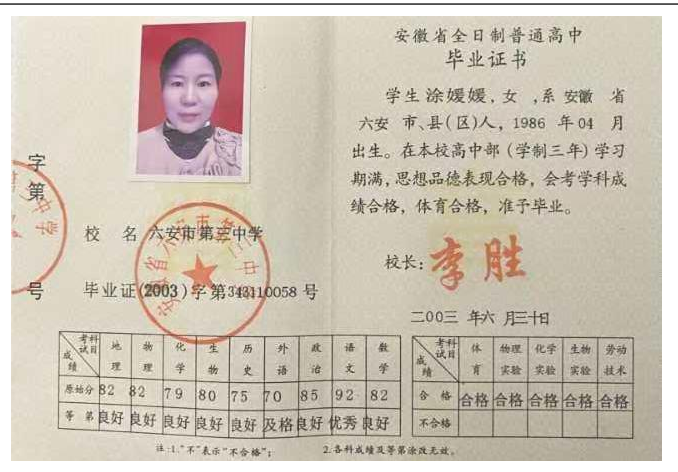 安徽省全日制普通高中
毕业证书
学生涂媛媛，女 ，系 安徽 省
六安 市、县(区)人，1986 年 04 月
出生。在本校高中部（学制三年）学习
期满，思想品德表现合格，会考学科成
绩合格，体育合格，准予毕业。
校长：李胜
二00三 年六 月三十日
字
第
号
校 名 六安市第三中学
毕业证(2003)字第343110058 号
考试科目 地理 物理 化学 生物 历史 外语 政治 语文 数学
成绩
原始分 82 82 79 80 75 70 85 92 82
等 第 良好 良好 良好 良好 良好 及格 良好 优秀 良好
考试科目 体育 物理实验 化学实验 生物实验 劳动技术
成绩
合 格 合格 合格 合格 合格 合格
不合格
注:1."不"表示"不合格"；
2.各科成绩及等第涂改无效。